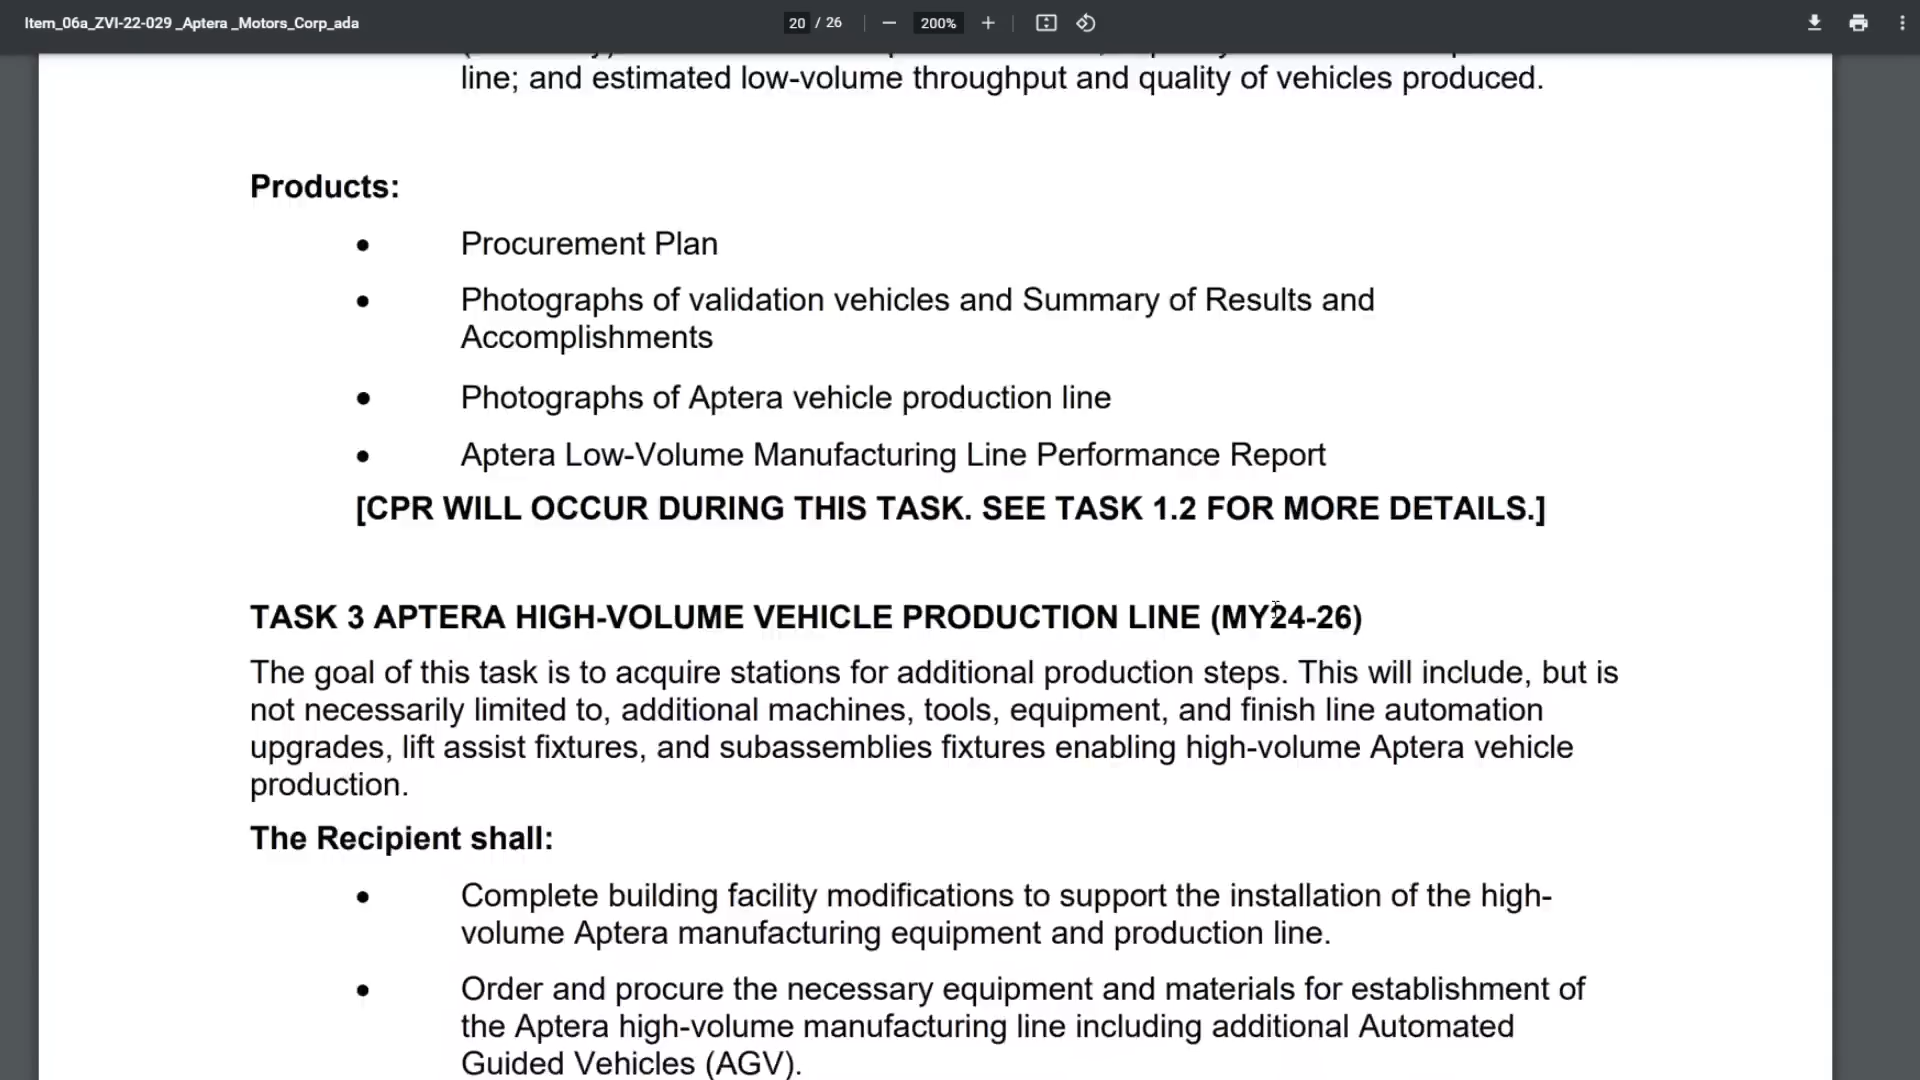 Item_06a_ZVI-22-029 _Aptera _Motors_Corp_ada
20 / 26
200%
line; and estimated low-volume throughput and quality of vehicles produced.
Products:
• Procurement Plan
• Photographs of validation vehicles and Summary of Results and
Accomplishments
• Photographs of Aptera vehicle production line
• Aptera Low-Volume Manufacturing Line Performance Report
[CPR WILL OCCUR DURING THIS TASK. SEE TASK 1.2 FOR MORE DETAILS.]
TASK 3 APTERA HIGH-VOLUME VEHICLE PRODUCTION LINE (MY24-26)
The goal of this task is to acquire stations for additional production steps. This will include, but is
not necessarily limited to, additional machines, tools, equipment, and finish line automation
upgrades, lift assist fixtures, and subassemblies fixtures enabling high-volume Aptera vehicle
production.
The Recipient shall:
• Complete building facility modifications to support the installation of the high-
volume Aptera manufacturing equipment and production line.
• Order and procure the necessary equipment and materials for establishment of
the Aptera high-volume manufacturing line including additional Automated
Guided Vehicles (AGV).